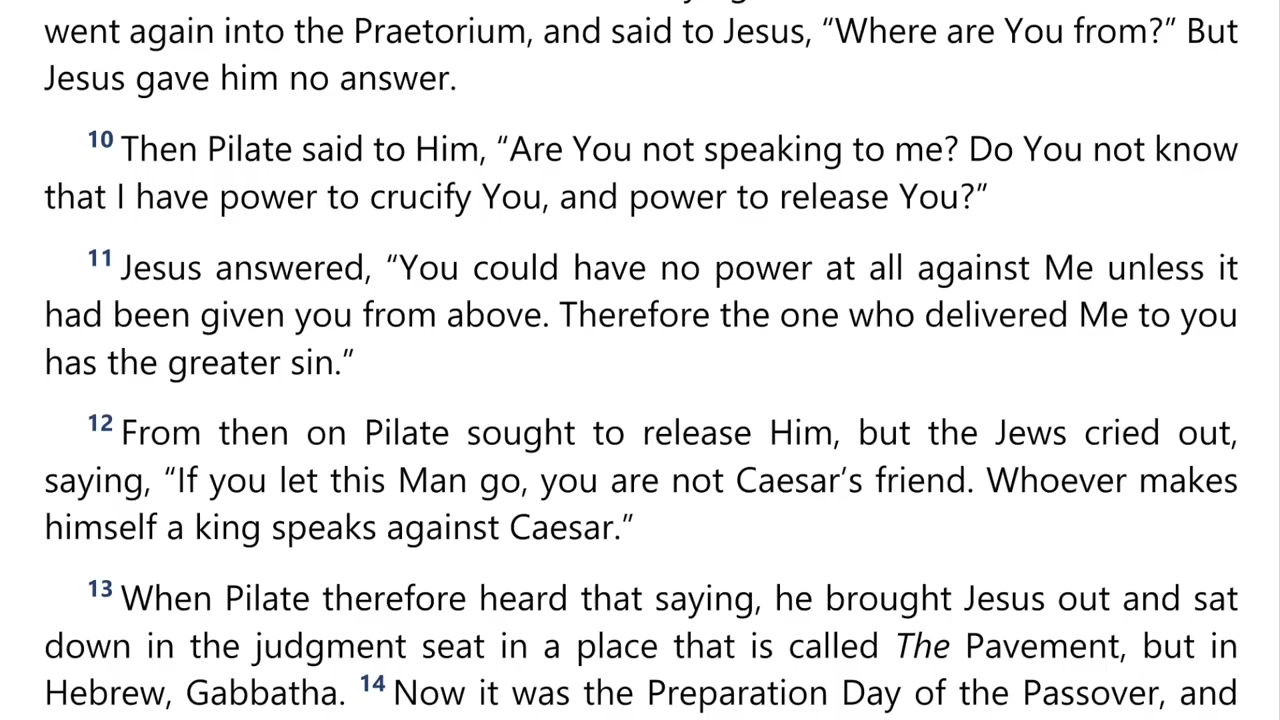 went again into the Praetorium, and said to Jesus, “Where are You from?” But
Jesus gave him no answer.
10 Then Pilate said to Him, “Are You not speaking to me? Do You not know
that I have power to crucify You, and power to release You?”
11 Jesus answered, “You could have no power at all against Me unless it
had been given you from above. Therefore the one who delivered Me to you
has the greater sin.”
12 From then on Pilate sought to release Him, but the Jews cried out,
saying, “If you let this Man go, you are not Caesar’s friend. Whoever makes
himself a king speaks against Caesar.”
13 When Pilate therefore heard that saying, he brought Jesus out and sat
down in the judgment seat in a place that is called The Pavement, but in
Hebrew, Gabbatha. 14 Now it was the Preparation Day of the Passover, and